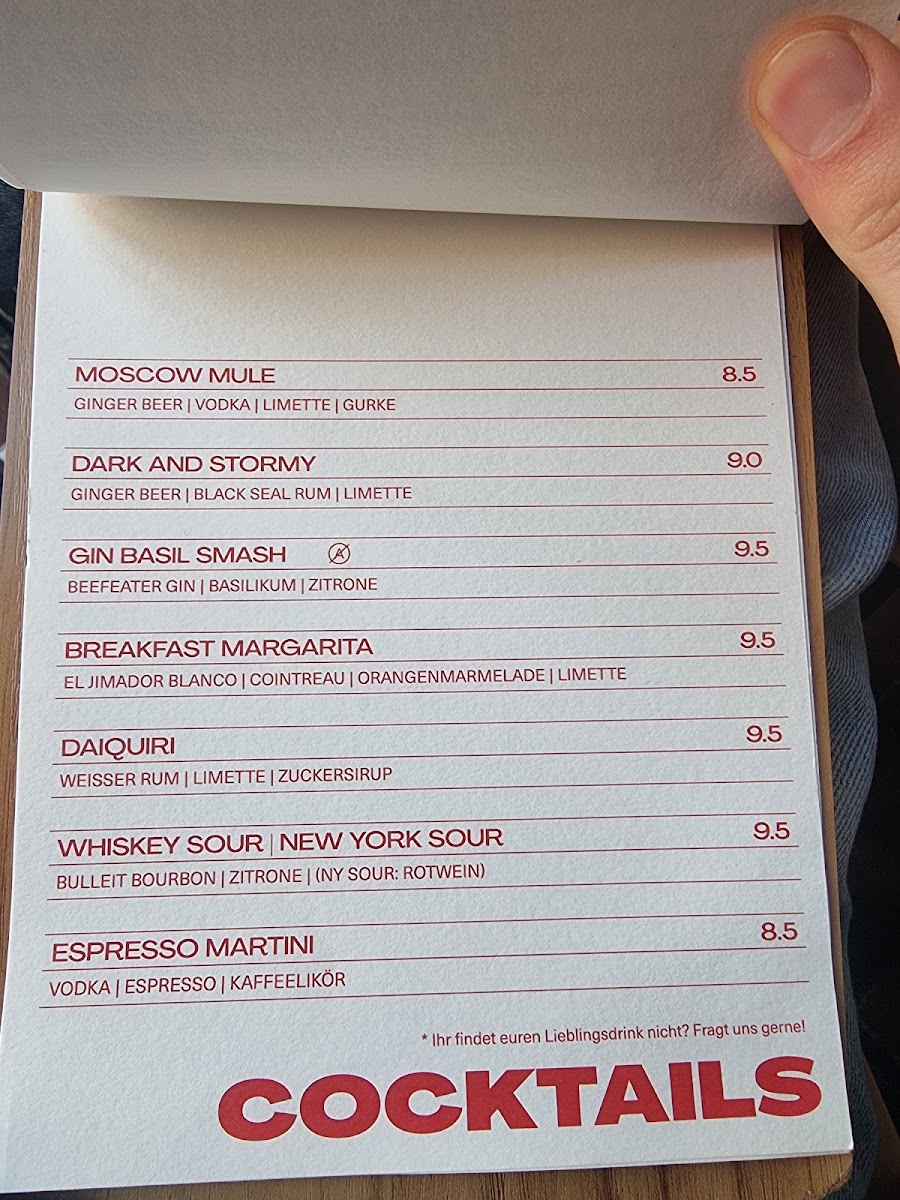 MOSCOW MULE 8.5
GINGER BEER | VODKA | LIMETTE | GURKE
DARK AND STORMY 9.0
GINGER BEER | BLACK SEAL RUM | LIMETTE
GIN BASIL SMASH A 9.5
BEEFEATER GIN | BASILIKUM | ZITRONE
BREAKFAST MARGARITA 9.5
EL JIMADOR BLANCO | COINTREAU | ORANGENMARMELADE | LIMETTE
DAIQUIRI 9.5
WEISSER RUM | LIMETTE | ZUCKERSIRUP
WHISKEY SOUR | NEW YORK SOUR 9.5
BULLEIT BOURBON | ZITRONE | (NY SOUR: ROTWEIN)
ESPRESSO MARTINI 8.5
VODKA | ESPRESSO | KAFFEELIKÖR
* Ihr findet euren Lieblingsdrink nicht? Fragt uns gerne!
COCKTAILS